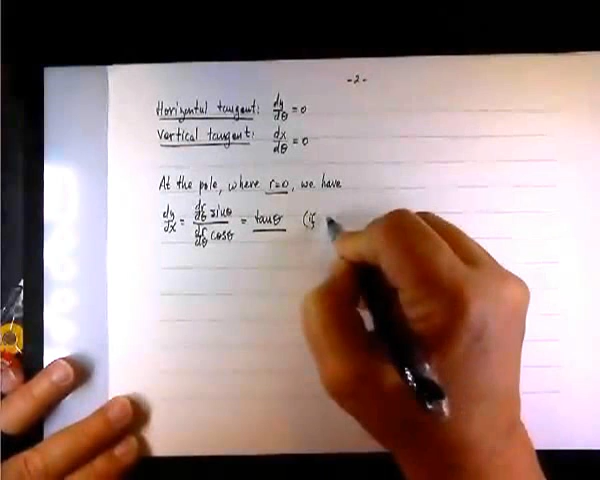 -2-
Horizontal tangent: dy/dθ = 0
Vertical tangent: dx/dθ = 0
At the pole, where r=0, we have
dy/dx = (dr/dθ sinθ)/(dr/dθ cosθ) = tanθ (if